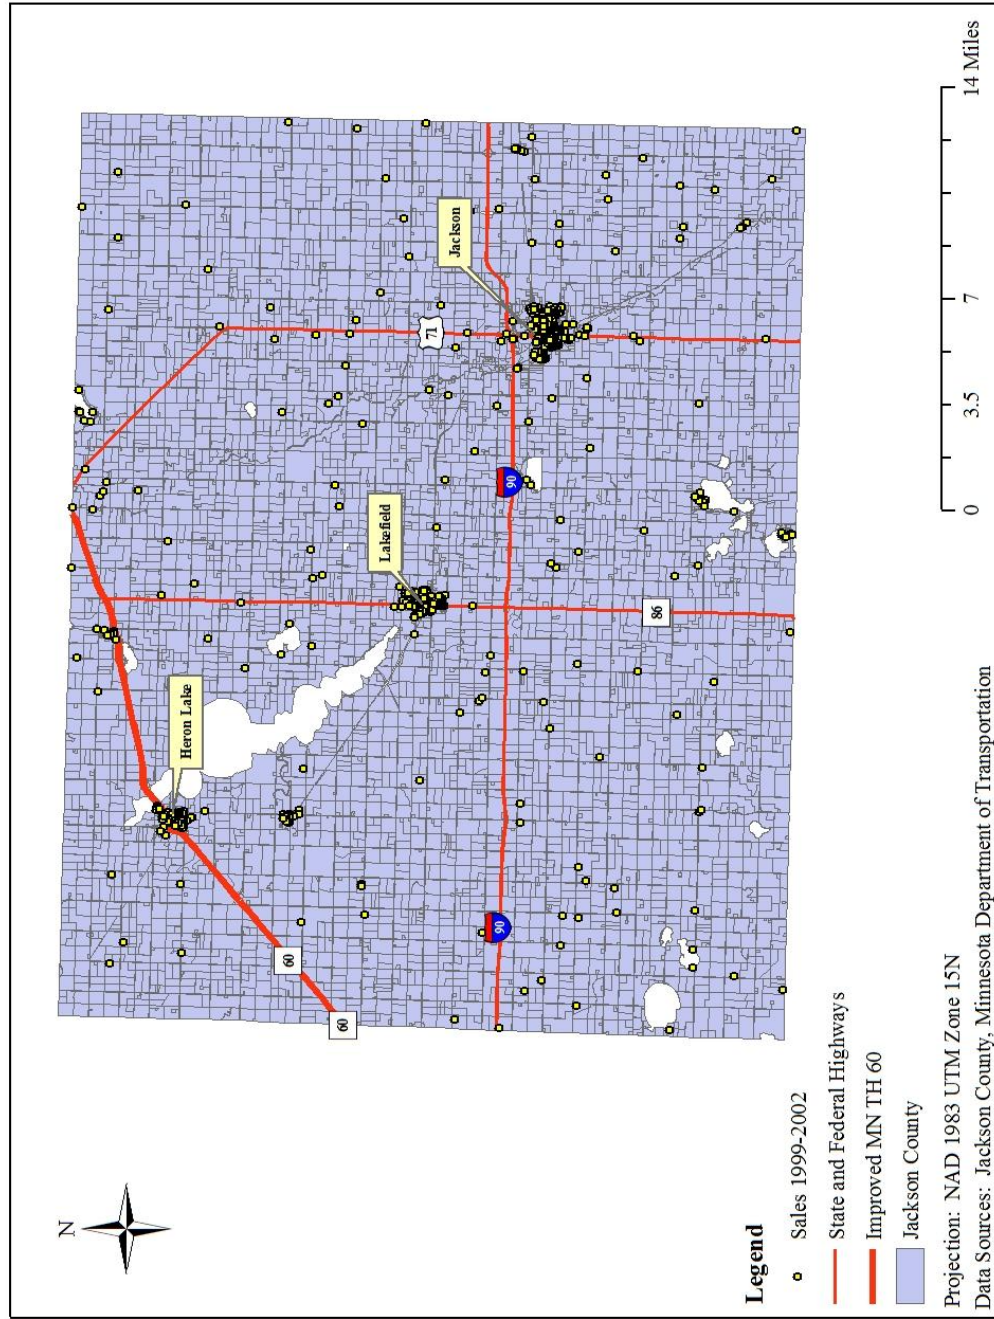 N
Heron Lake
60
60
Lakefield
71
Jackson
90
90
86
Legend
Sales 1999-2002
State and Federal Highways
Improved MN TH 60
Jackson County
Projection: NAD 1983 UTM Zone 15N
Data Sources: Jackson County, Minnesota Department of Transportation
0 3.5 7 14 Miles